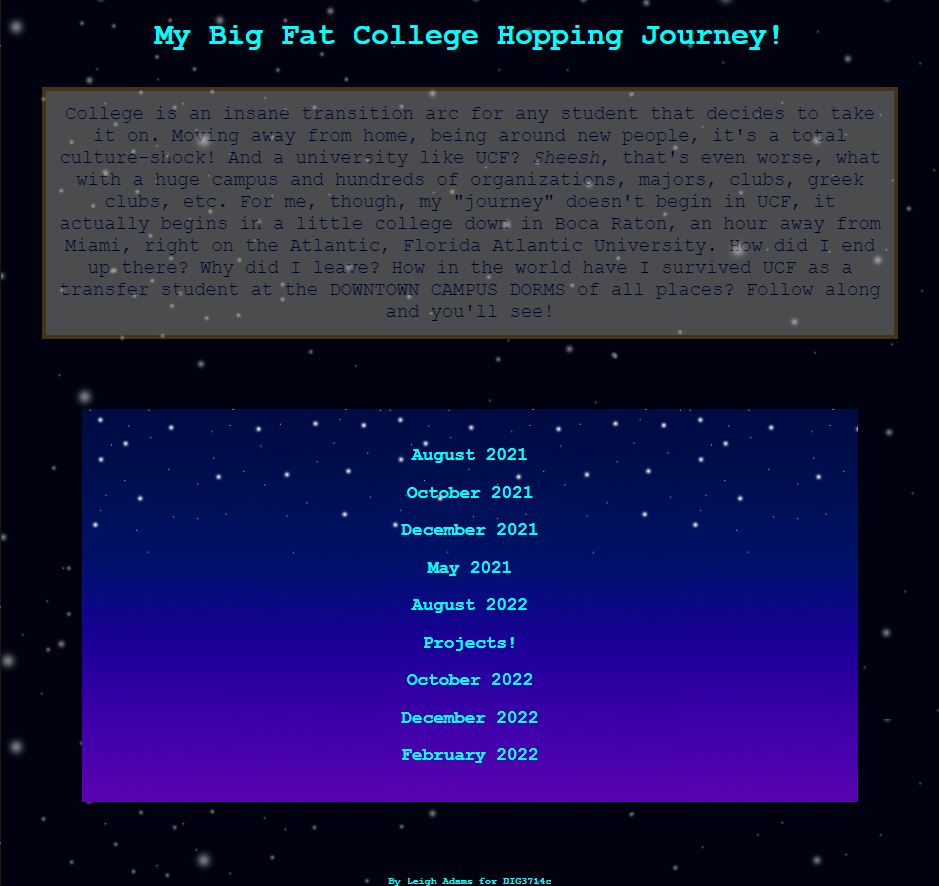 My Big Fat College Hopping Journey!
College is an insane transition arc for any student that decides to take
it on. Moving away from home, being around new people, it's a total
culture-shock! And a university like UCF? Sheesh, that's even worse, what
with a huge campus and hundreds of organizations, majors, clubs, greek
clubs, etc. For me, though, my "journey" doesn't begin in UCF, it
actually begins in a little college down in Boca Raton, an hour away from
Miami, right on the Atlantic, Florida Atlantic University. How did I end
up there? Why did I leave? How in the world have I survived UCF as a
transfer student at the DOWNTOWN CAMPUS DORMS of all places? Follow along
and you'll see!
August 2021
October 2021
December 2021
May 2021
August 2022
Projects!
October 2022
December 2022
February 2022
By Leigh Adams for DIG3714c